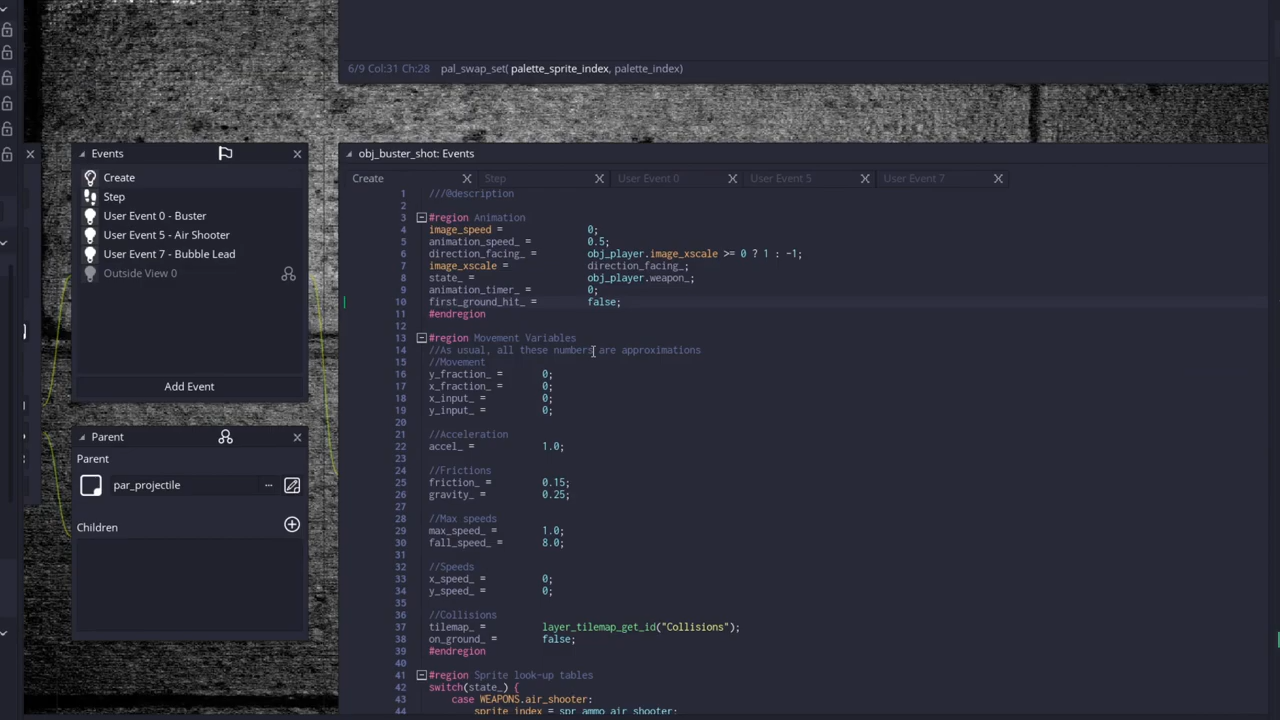 6/9 Col:31 Ch:28 pal_swap_set( palette_sprite_index, palette_index)
Events
Create
Step
User Event 0 - Buster
User Event 5 - Air Shooter
User Event 7 - Bubble Lead
Outside View 0
Add Event
Parent
Parent
par_projectile
...
Children
obj_buster_shot: Events
Create Step User Event 0 User Event 5 User Event 7
1 ///@description
2
3 #region Animation
4 image_speed = 0;
5 animation_speed_ = 0.5;
6 direction_facing_ = obj_player.image_xscale >= 0 ? 1 : -1;
7 image_xscale = direction_facing_;
8 state_ = obj_player.weapon_;
9 animation_timer_ = 0;
10 first_ground_hit_ = false;
11 #endregion
12
13 #region Movement Variables
14 //As usual, all these numbers are approximations
15 //Movement
16 y_fraction_ = 0;
17 x_fraction_ = 0;
18 x_input_ = 0;
19 y_input_ = 0;
20
21 //Acceleration
22 accel_ = 1.0;
23
24 //Frictions
25 friction_ = 0.15;
26 gravity_ = 0.25;
27
28 //Max speeds
29 max_speed_ = 1.0;
30 fall_speed_ = 8.0;
31
32 //Speeds
33 x_speed_ = 0;
34 y_speed_ = 0;
35
36 //Collisions
37 tilemap_ = layer_tilemap_get_id("Collisions");
38 on_ground_ = false;
39 #endregion
40
41 #region Sprite look-up tables
42 switch(state_) {
43 case WEAPONS.air_shooter:
44 sprite_index = spr_ammo_air_shooter;